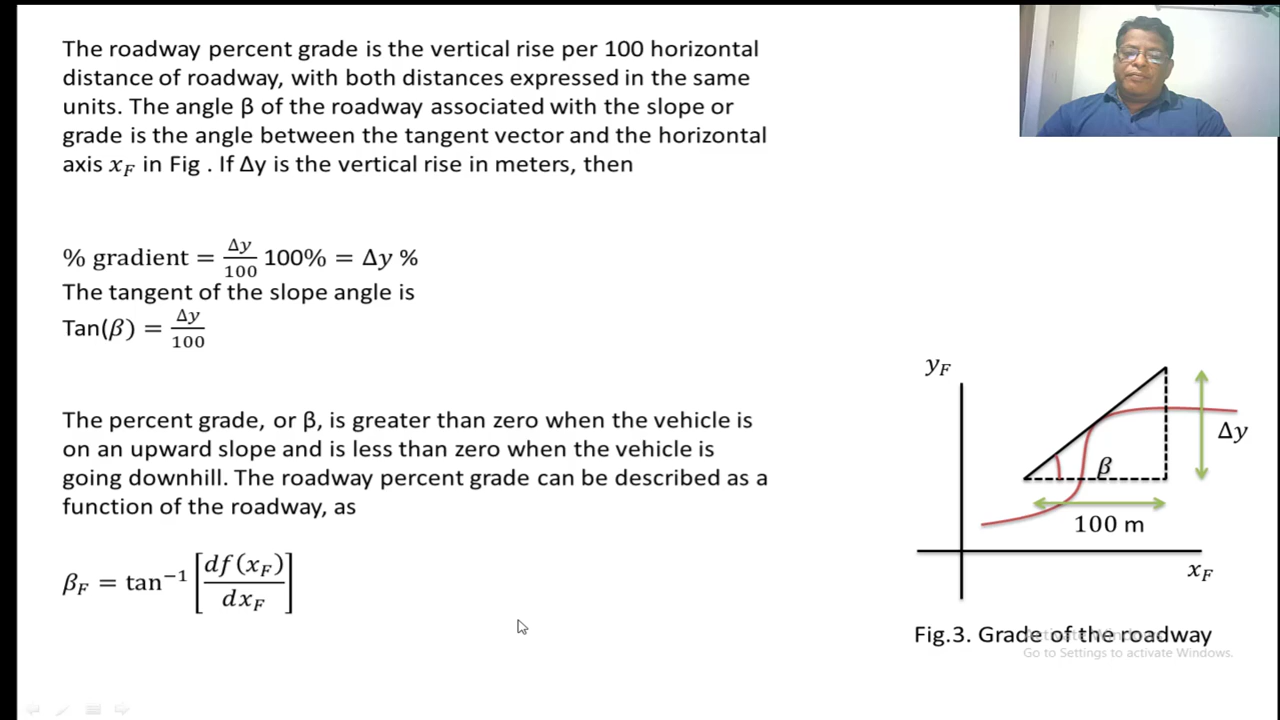 The roadway percent grade is the vertical rise per 100 horizontal
distance of roadway, with both distances expressed in the same
units. The angle β of the roadway associated with the slope or
grade is the angle between the tangent vector and the horizontal
axis x_F in Fig . If Δy is the vertical rise in meters, then
% gradient = Δy/100 100% = Δy %
The tangent of the slope angle is
Tan(β) = Δy/100
The percent grade, or β, is greater than zero when the vehicle is
on an upward slope and is less than zero when the vehicle is
going downhill. The roadway percent grade can be described as a
function of the roadway, as
β_F = tan⁻¹ [df(x_F)/dx_F]
y_F
Δy
β
100 m
x_F
Fig.3. Grade of the roadway
Activate Windows
Go to Settings to activate Windows.